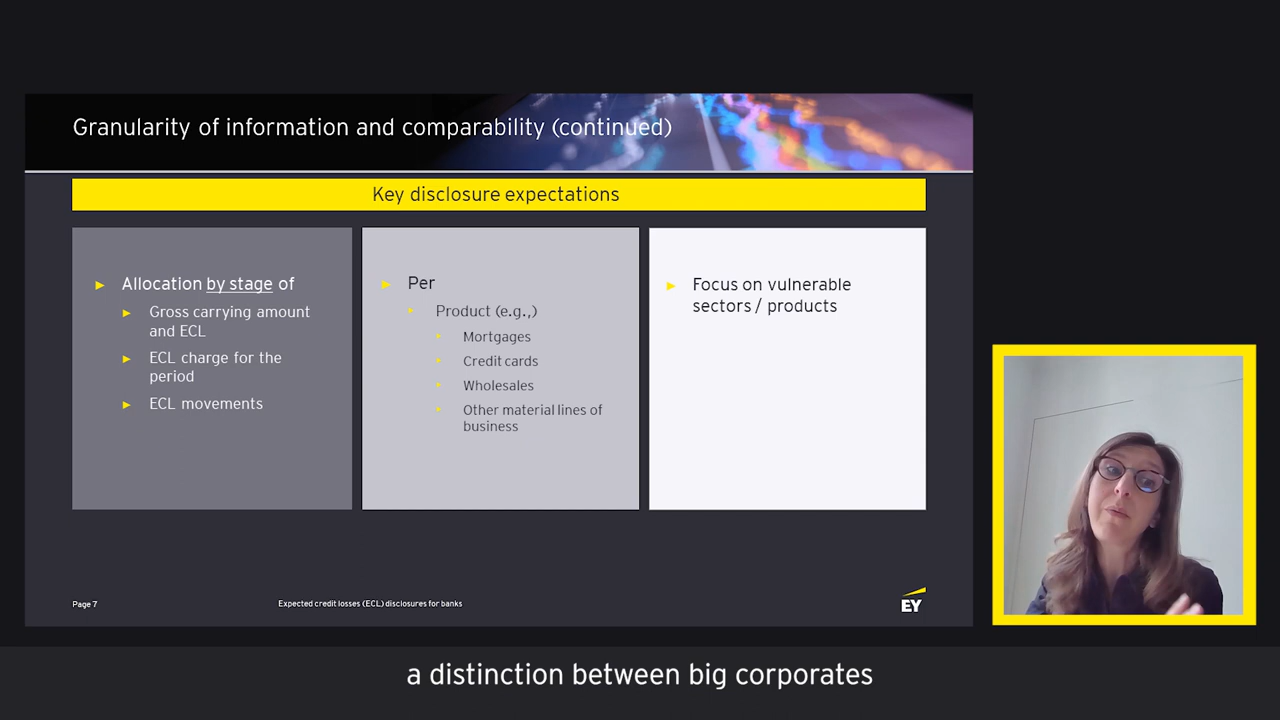 Granularity of information and comparability (continued)
Key disclosure expectations
Allocation by stage of
Gross carrying amount
and ECL
ECL charge for the
period
ECL movements
Per
Product (e.g.,)
Mortgages
Credit cards
Wholesales
Other material lines of
business
Focus on vulnerable
sectors / products
Page 7
Expected credit losses (ECL) disclosures for banks
EY
a distinction between big corporates